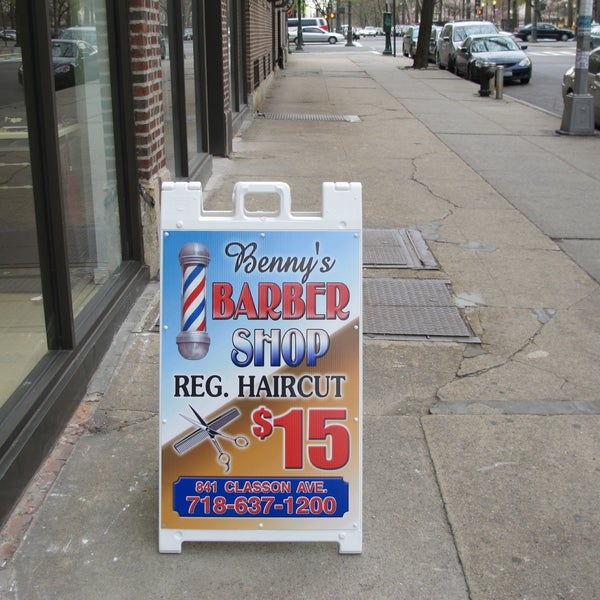 Benny's
BARBER
SHOP
REG. HAIRCUT
$15
841 CLASSON AVE.
718-637-1200